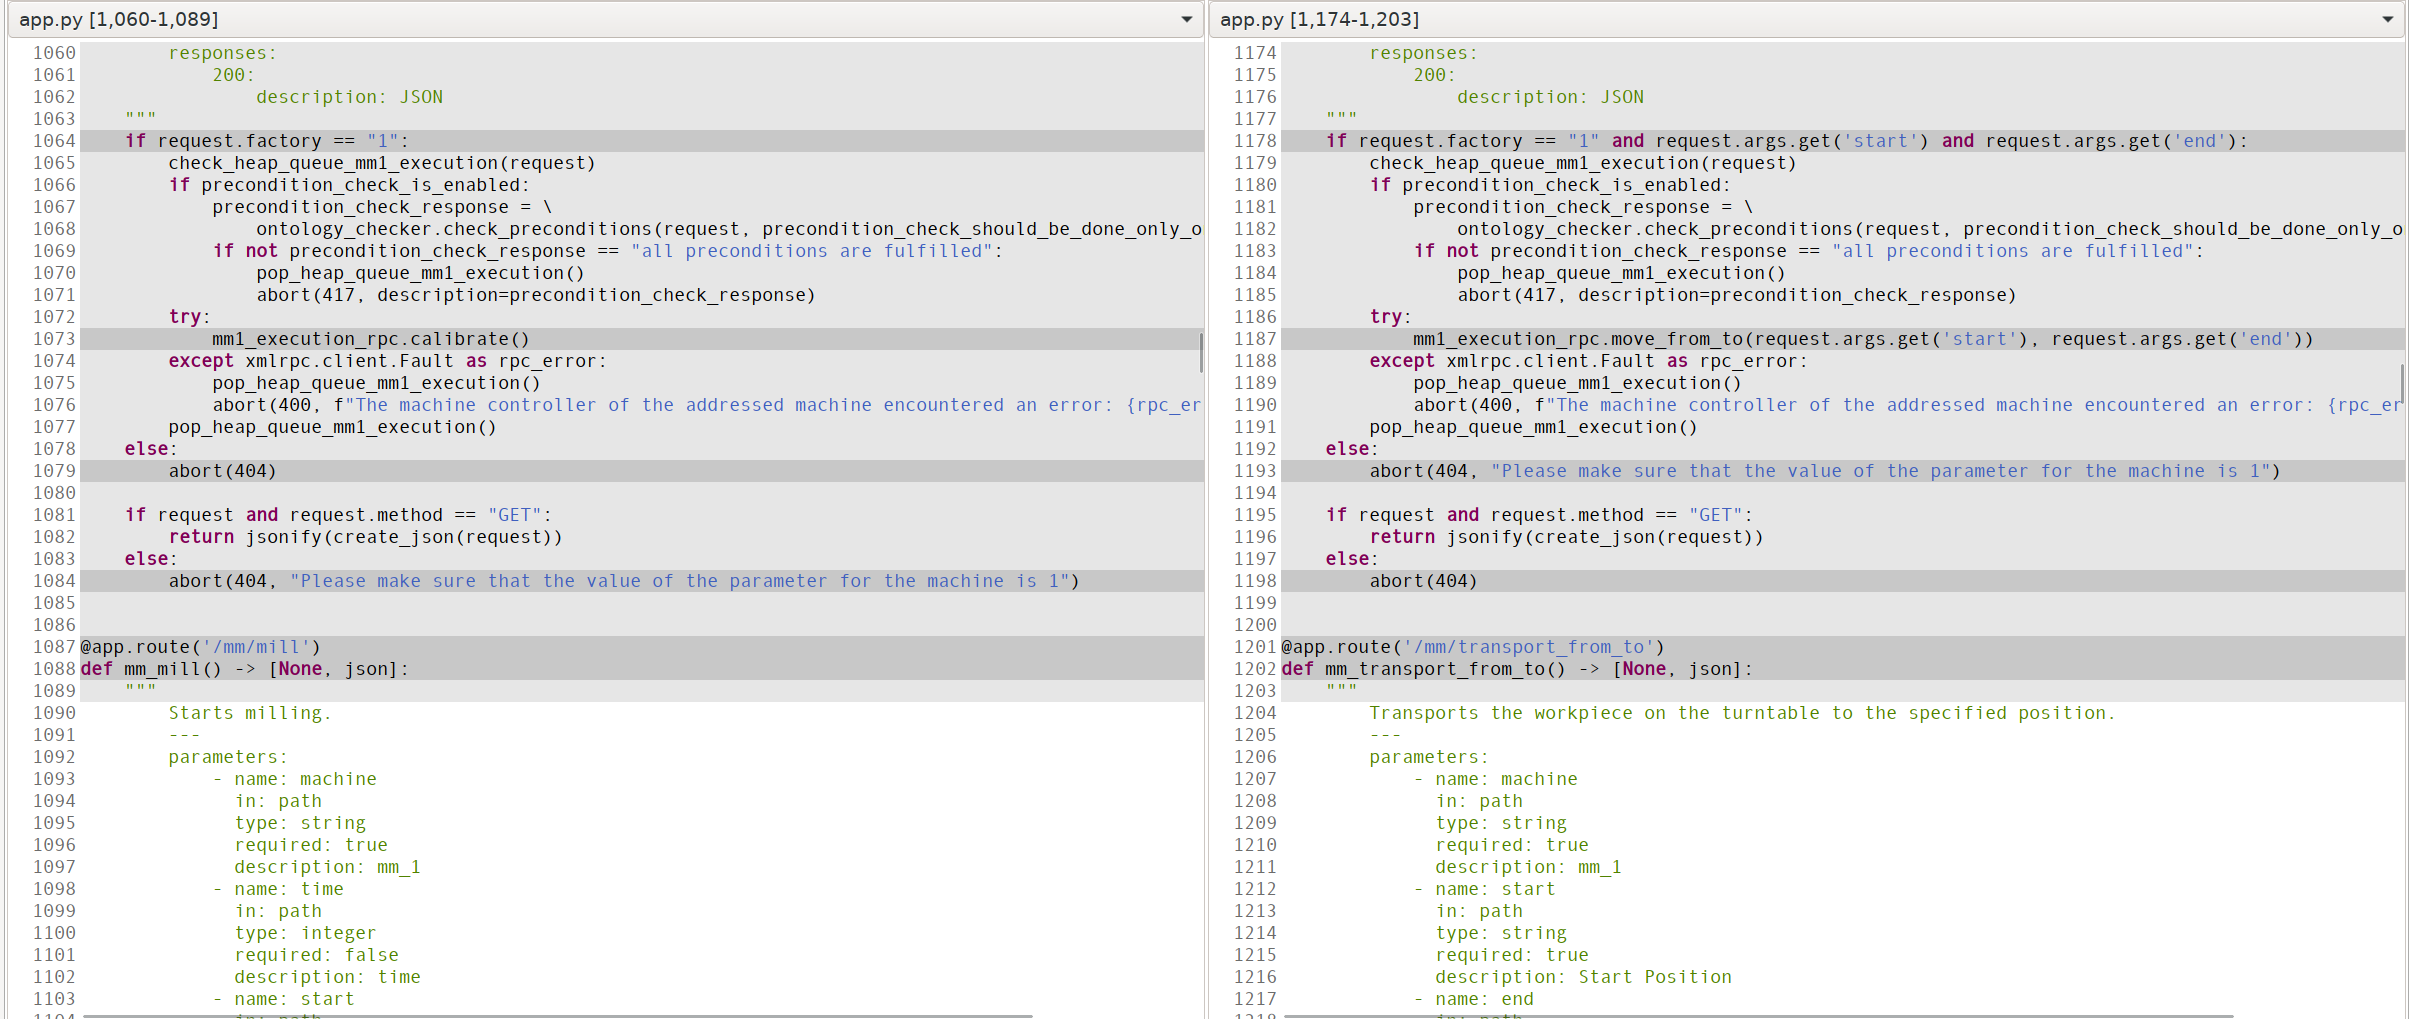 app.py [1,060-1,089]
1060 responses:
1061 200:
1062 description: JSON
1063 """
1064 if request.factory == "1":
1065 check_heap_queue_mm1_execution(request)
1066 if precondition_check_is_enabled:
1067 precondition_check_response = \
1068 ontology_checker.check_preconditions(request, precondition_check_should_be_done_only_o
1069 if not precondition_check_response == "all preconditions are fulfilled":
1070 pop_heap_queue_mm1_execution()
1071 abort(417, description=precondition_check_response)
1072 try:
1073 mm1_execution_rpc.calibrate()
1074 except xmlrpc.client.Fault as rpc_error:
1075 pop_heap_queue_mm1_execution()
1076 abort(400, f"The machine controller of the addressed machine encountered an error: {rpc_er
1077 pop_heap_queue_mm1_execution()
1078 else:
1079 abort(404)
1080
1081 if request and request.method == "GET":
1082 return jsonify(create_json(request))
1083 else:
1084 abort(404, "Please make sure that the value of the parameter for the machine is 1")
1085
1086
1087 @app.route('/mm/mill')
1088 def mm_mill() -> [None, json]:
1089 """
1090 Starts milling.
1091 ---
1092 parameters:
1093 - name: machine
1094 in: path
1095 type: string
1096 required: true
1097 description: mm_1
1098 - name: time
1099 in: path
1100 type: integer
1101 required: false
1102 description: time
1103 - name: start
1104 in: path
app.py [1,174-1,203]
1174 responses:
1175 200:
1176 description: JSON
1177 """
1178 if request.factory == "1" and request.args.get('start') and request.args.get('end'):
1179 check_heap_queue_mm1_execution(request)
1180 if precondition_check_is_enabled:
1181 precondition_check_response = \
1182 ontology_checker.check_preconditions(request, precondition_check_should_be_done_only_o
1183 if not precondition_check_response == "all preconditions are fulfilled":
1184 pop_heap_queue_mm1_execution()
1185 abort(417, description=precondition_check_response)
1186 try:
1187 mm1_execution_rpc.move_from_to(request.args.get('start'), request.args.get('end'))
1188 except xmlrpc.client.Fault as rpc_error:
1189 pop_heap_queue_mm1_execution()
1190 abort(400, f"The machine controller of the addressed machine encountered an error: {rpc_er
1191 pop_heap_queue_mm1_execution()
1192 else:
1193 abort(404, "Please make sure that the value of the parameter for the machine is 1")
1194
1195 if request and request.method == "GET":
1196 return jsonify(create_json(request))
1197 else:
1198 abort(404)
1199
1200
1201 @app.route('/mm/transport_from_to')
1202 def mm_transport_from_to() -> [None, json]:
1203 """
1204 Transports the workpiece on the turntable to the specified position.
1205 ---
1206 parameters:
1207 - name: machine
1208 in: path
1209 type: string
1210 required: true
1211 description: mm_1
1212 - name: start
1213 in: path
1214 type: string
1215 required: true
1216 description: Start Position
1217 - name: end
1218 in: path